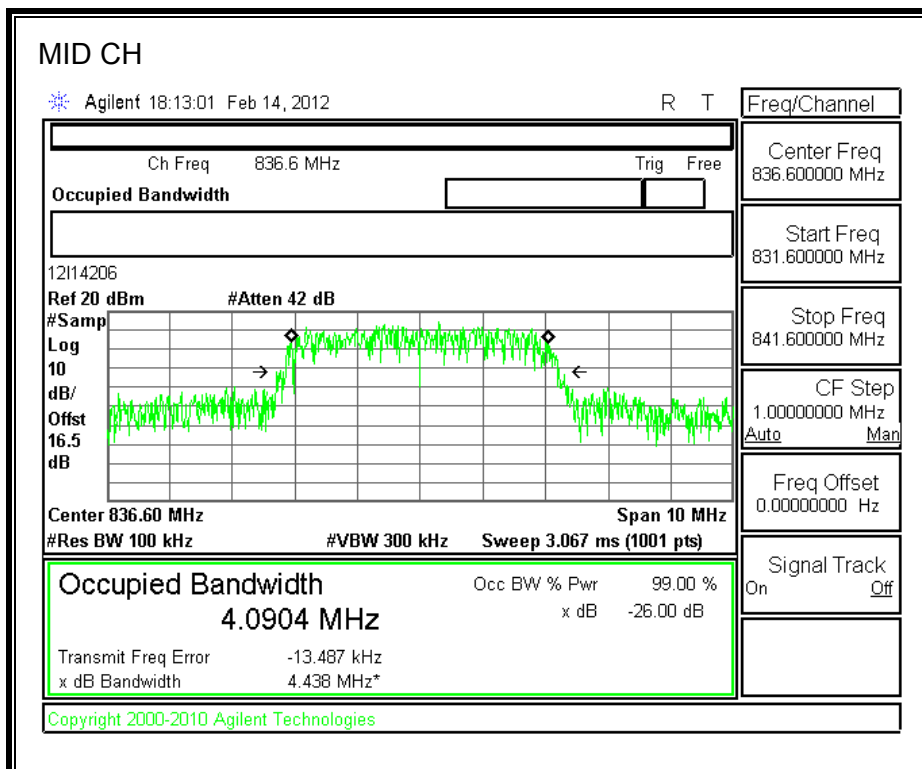 MID CH
Agilent 18:13:01 Feb 14, 2012 R T
Freq/Channel
Ch Freq 836.6 MHz Trig Free
Occupied Bandwidth
12I14206
Ref 20 dBm #Atten 42 dB
#Samp
Log
10
dB/
Offst
16.5
dB
Center 836.60 MHz Span 10 MHz
#Res BW 100 kHz #VBW 300 kHz Sweep 3.067 ms (1001 pts)
Occupied Bandwidth Occ BW % Pwr 99.00 %
4.0904 MHz x dB -26.00 dB
Transmit Freq Error -13.487 kHz
x dB Bandwidth 4.438 MHz*
Center Freq
836.600000 MHz
Start Freq
831.600000 MHz
Stop Freq
841.600000 MHz
CF Step
1.00000000 MHz
Auto Man
Freq Offset
0.00000000 Hz
Signal Track
On Off
Copyright 2000-2010 Agilent Technologies